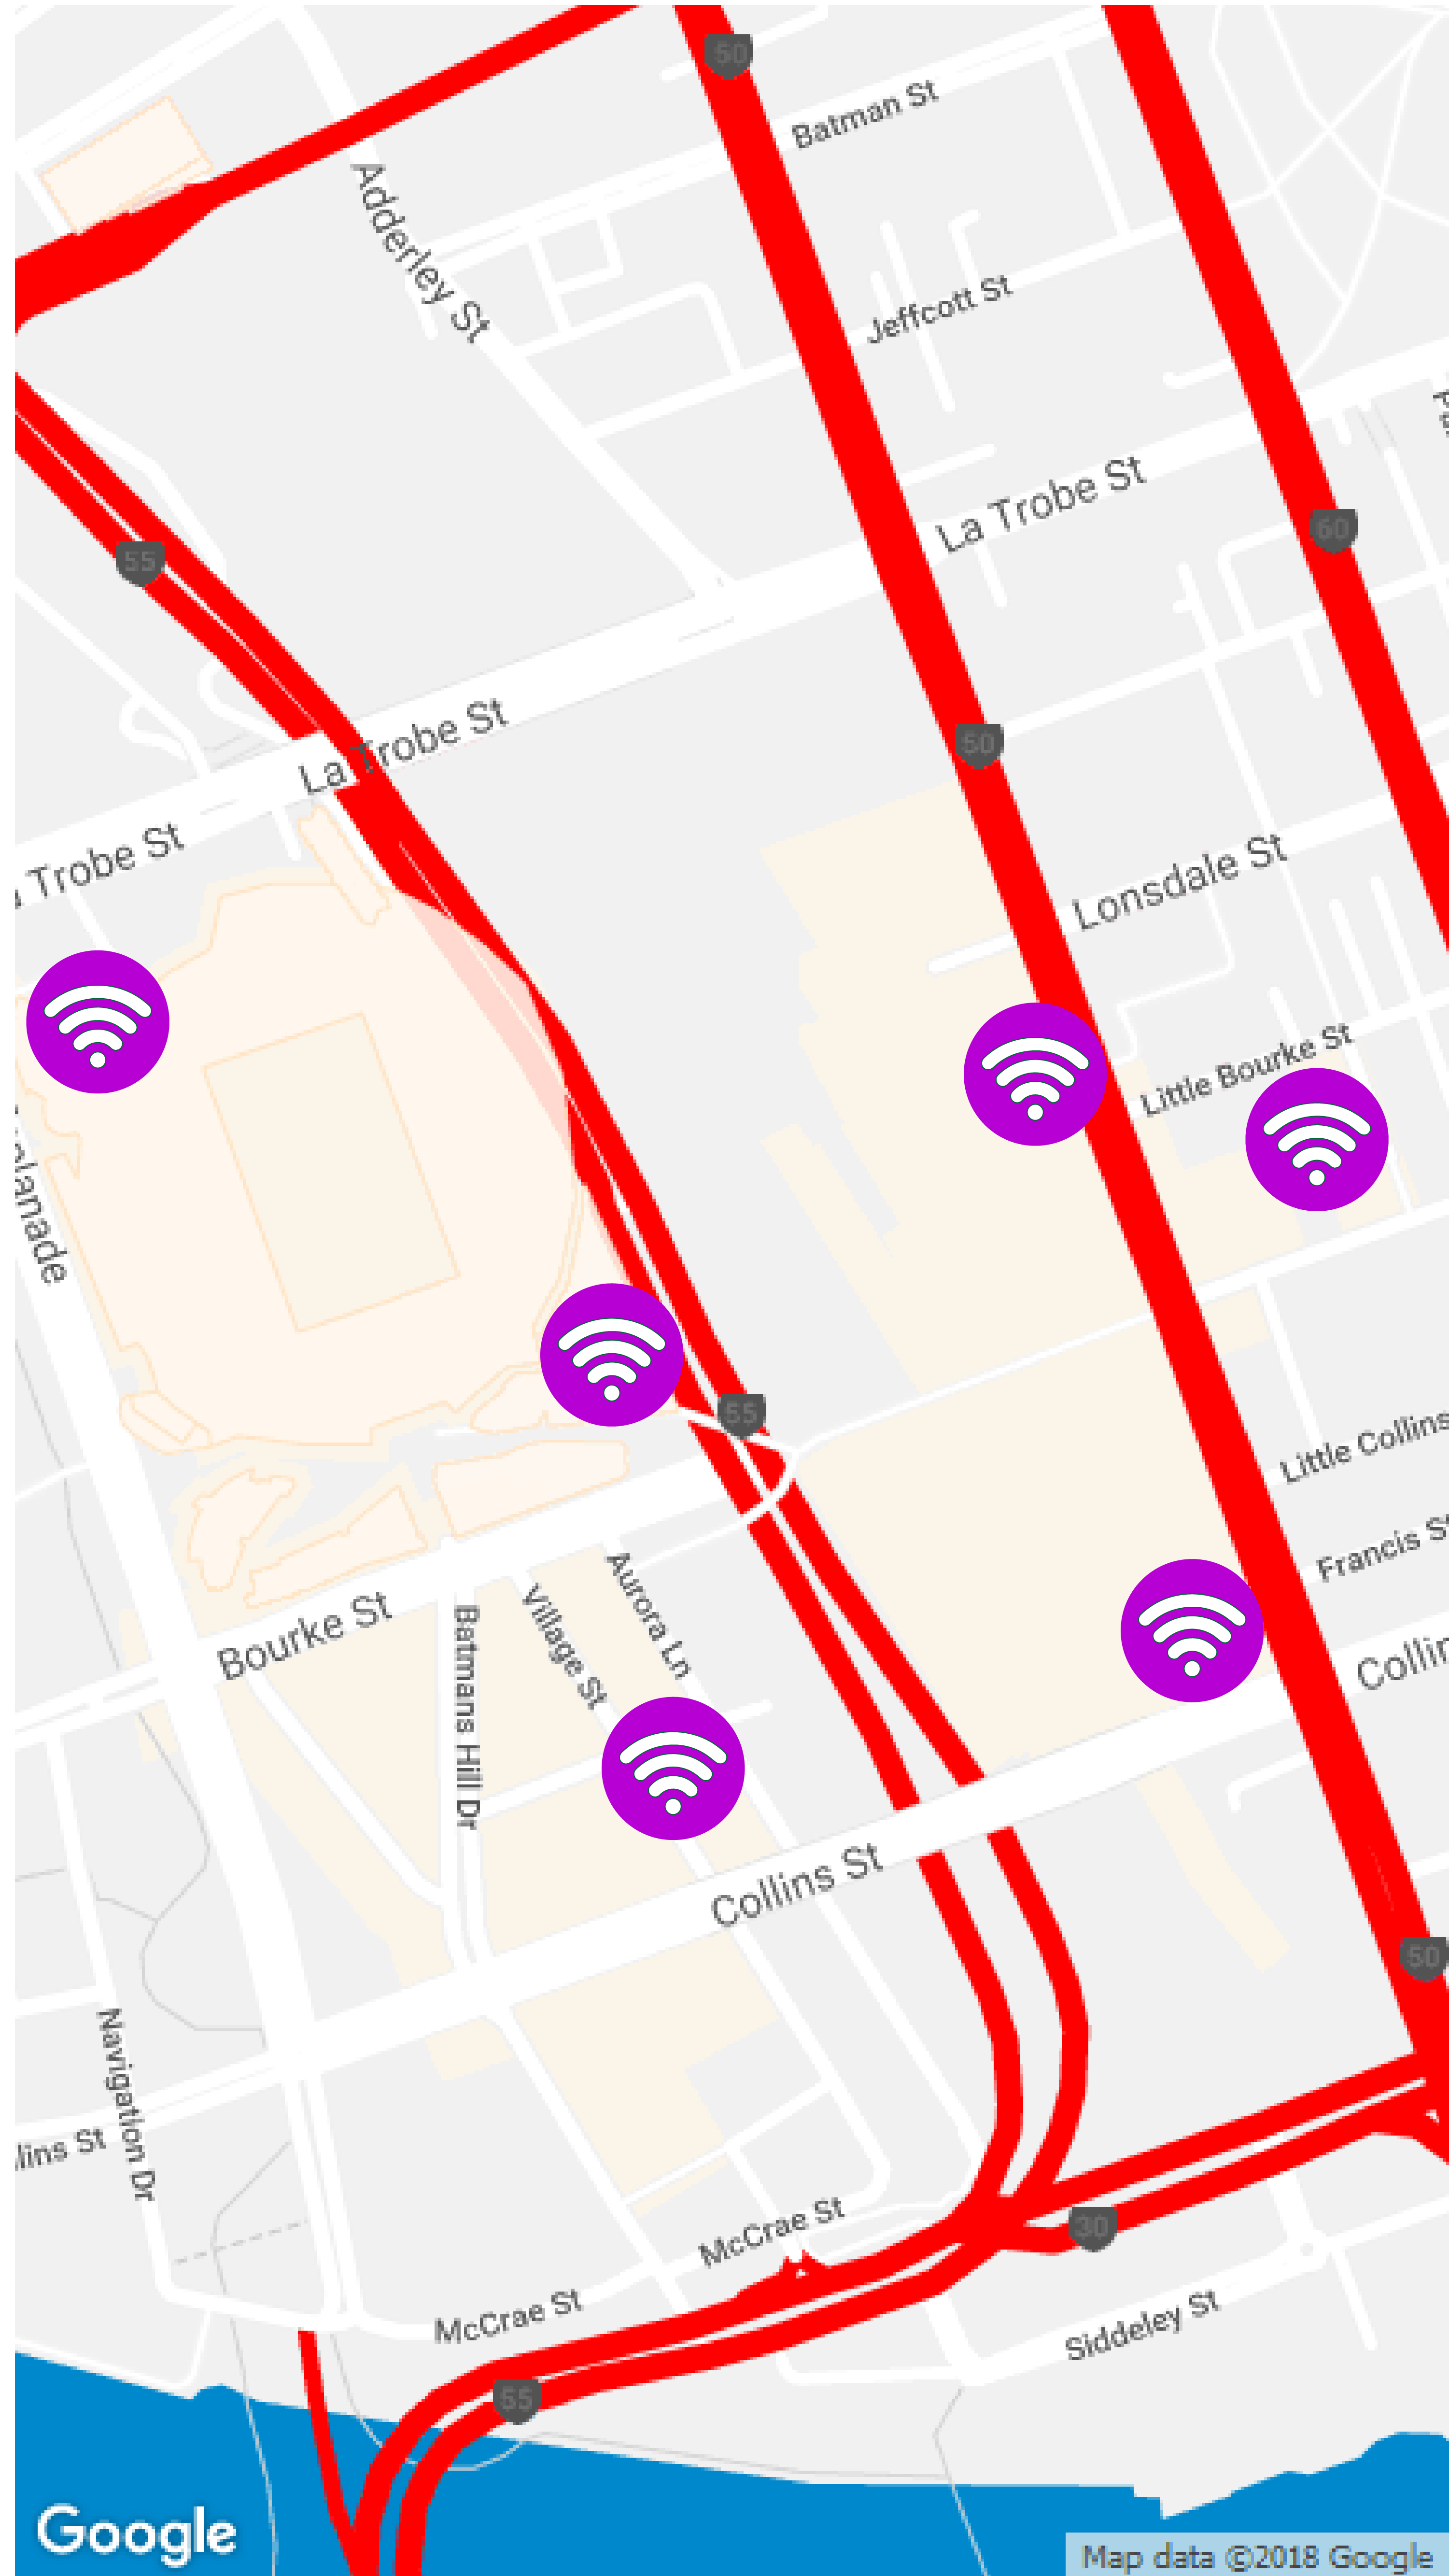 50
Batman St
Adderley St
Jeffcott St
La Trobe St
60
55
La Trobe St
50
Trobe St
Lonsdale St
Little Bourke St
55
Little Collins
Francis
Aurora Ln
Village St
Batmans Hill Dr
Bourke St
Collins St
50
Navigation Dr
St
McCrae St
30
McCrae St
Siddeley St
55
Google
Map data ©2018 Google